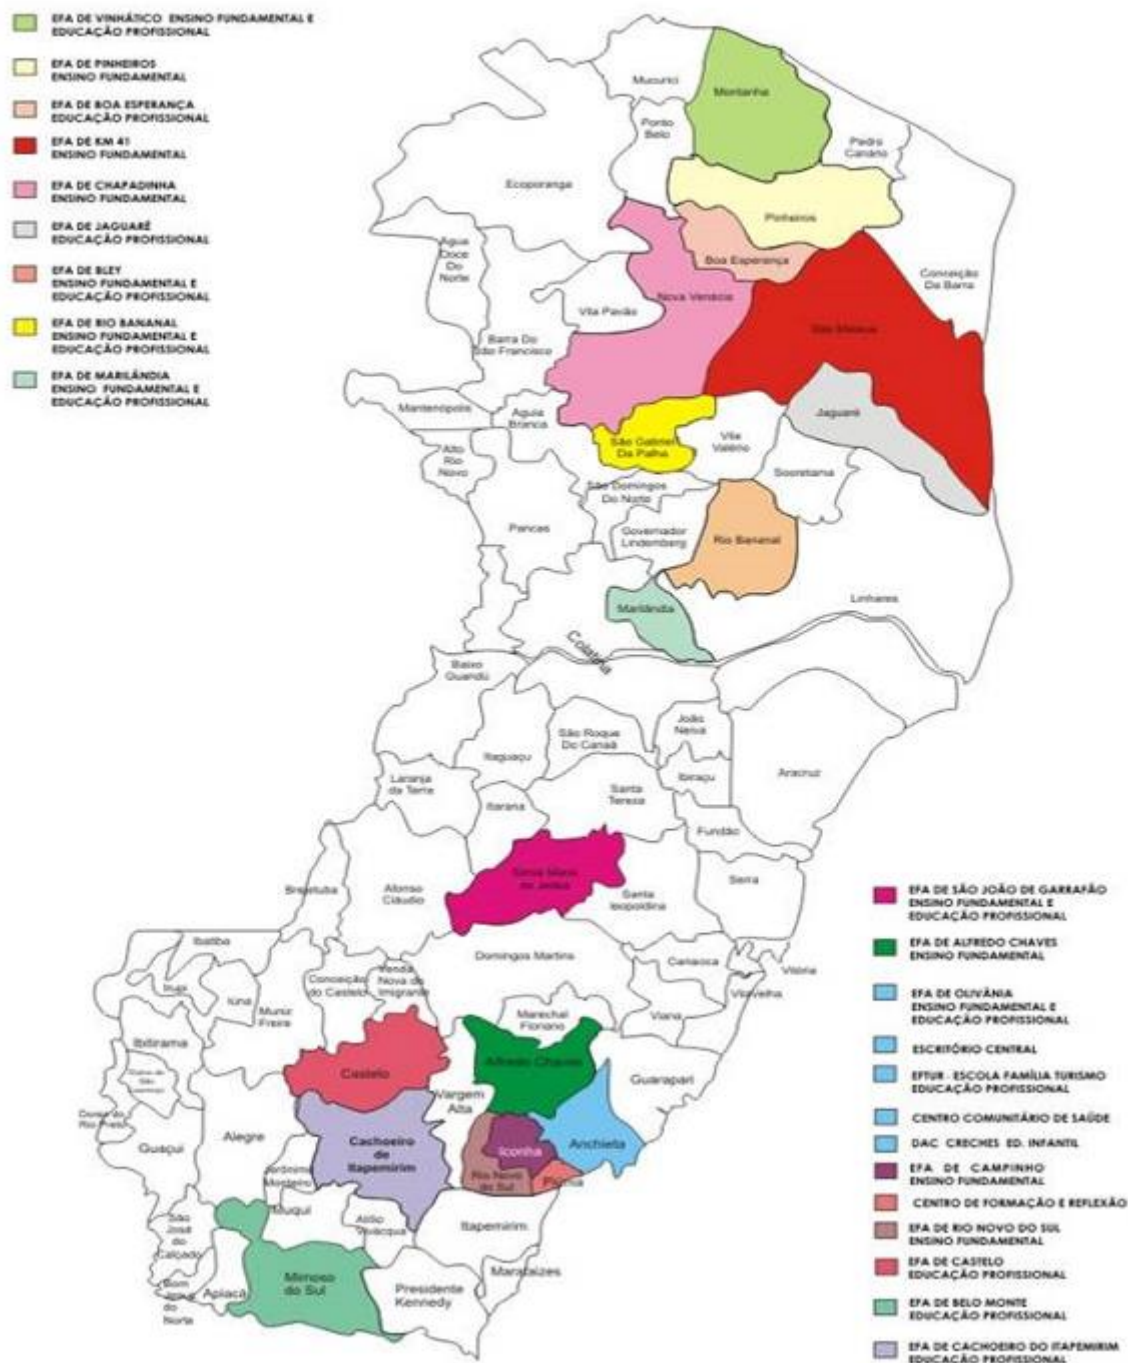 EFA DE VINHÁTICO ENSINO FUNDAMENTAL E
EDUCAÇÃO PROFISSIONAL
EFA DE PINHEIROS
ENSINO FUNDAMENTAL
EFA DE BOA ESPERANÇA
EDUCAÇÃO PROFISSIONAL
EFA DE KM 41
ENSINO FUNDAMENTAL
EFA DE CHAPADINHA
ENSINO FUNDAMENTAL
EFA DE JAGUARÉ
EDUCAÇÃO PROFISSIONAL
EFA DE BLEY
ENSINO FUNDAMENTAL E
EDUCAÇÃO PROFISSIONAL
EFA DE RIO BANANAL
ENSINO FUNDAMENTAL E
EDUCAÇÃO PROFISSIONAL
EFA DE MARILÂNDIA
ENSINO FUNDAMENTAL E
EDUCAÇÃO PROFISSIONAL
Mucurici
Montanha
Ponto
Belo
Pedro
Canário
Ecoporanga
Pinheiros
Água
Doce
Do
Norte
Boa Esperança
Conceição
Da Barra
Nova Venécia
Vila Pavão
São Mateus
Barra Do
São Francisco
Mantenópolis
Aguia
Branca
Jaguaré
Alto
Rio
Novo
São Gabriel
Da Palha
Vila
Valério
Sooretama
São Domingos
Do Norte
Pancas
Governador
Lindemberg
Rio Bananal
Linhares
Marilândia
Colatina
Baixo
Guandú
Itaguaçu
São Roque
Do Canaã
João
Neiva
Laranja
da Terra
Itarana
Santa
Tereza
Ibiraçu
Aracruz
Fundão
Brejetuba
Afonso
Cláudio
Santa Maria
de Jetibá
Santa
leopoldina
Serra
Ibatiba
Conceição
do Castelo
Venda
Nova do
Imigrante
Domingos Martins
Cariacica
Vitória
Vila Velha
Viana
Irupi
Iúna
Muniz
Freire
Marechal
Floriano
Ibitirama
Castelo
Alfredo Chaves
Guarapari
Vargem
Alta
Guaçuí
Alegre
Cachoeiro
de
Itapemirim
Iconha
Anchieta
Jerônimo
Monteiro
Rio Novo
do Sul
Piúma
Muqui
Atílio
Vivacqua
Itapemirim
São
José
do
Calçado
Marataízes
Bom
Jesus
do
Norte
Apiacá
Mimoso
do Sul
Presidente
Kennedy
EFA DE SÃO JOÃO DE GARRAFÃO
ENSINO FUNDAMENTAL E
EDUCAÇÃO PROFISSIONAL
EFA DE ALFREDO CHAVES
ENSINO FUNDAMENTAL
EFA DE OLIVÂNIA
ENSINO FUNDAMENTAL E
EDUCAÇÃO PROFISSIONAL
ESCRITÓRIO CENTRAL
EFTUR - ESCOLA FAMÍLIA TURISMO
EDUCAÇÃO PROFISSIONAL
CENTRO COMUNITÁRIO DE SAÚDE
DAC CRECHES ED. INFANTIL
EFA DE CAMPINHO
ENSINO FUNDAMENTAL
CENTRO DE FORMAÇÃO E REFLEXÃO
EFA DE RIO NOVO DO SUL
ENSINO FUNDAMENTAL
EFA DE CASTELO
EDUCAÇÃO PROFISSIONAL
EFA DE BELO MONTE
EDUCAÇÃO PROFISSIONAL
EFA DE CACHOEIRO DO ITAPEMIRIM
EDUCAÇÃO PROFISSIONAL